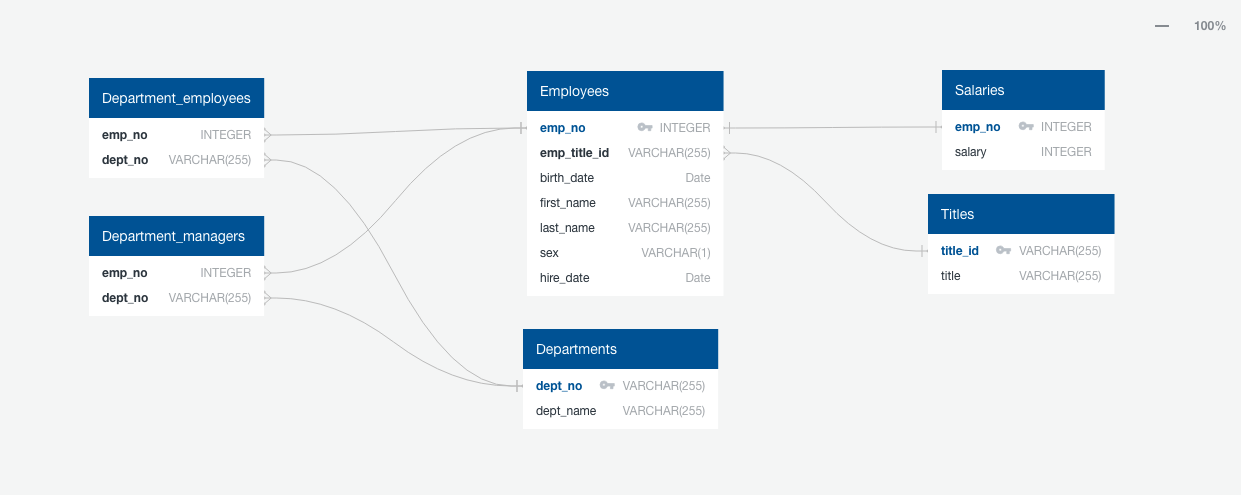 100%
Department_employees
emp_no INTEGER
dept_no VARCHAR(255)
Department_managers
emp_no INTEGER
dept_no VARCHAR(255)
Employees
emp_no INTEGER
emp_title_id VARCHAR(255)
birth_date Date
first_name VARCHAR(255)
last_name VARCHAR(255)
sex VARCHAR(1)
hire_date Date
Departments
dept_no VARCHAR(255)
dept_name VARCHAR(255)
Salaries
emp_no INTEGER
salary INTEGER
Titles
title_id VARCHAR(255)
title VARCHAR(255)